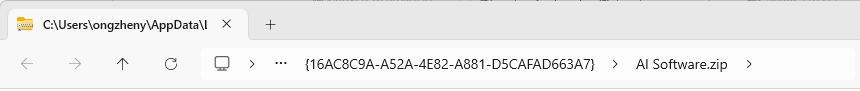 C:\Users\ongzheny\AppData\L
{16AC8C9A-A52A-4E82-A881-D5CAFAD663A7} AI Software.zip